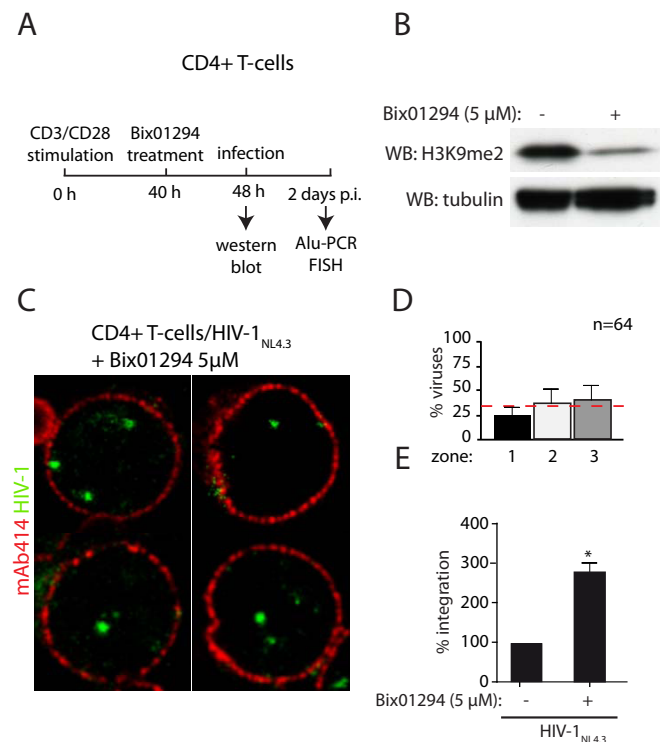 A
CD4+ T-cells
CD3/CD28
stimulation
Bix01294
treatment
infection
0 h
40 h
48 h
2 days p.i.
western
blot
Alu-PCR
FISH
B
Bix01294 (5 µM): - +
WB: H3K9me2
WB: tubulin
C
CD4+ T-cells/HIV-1NL4.3
+ Bix01294 5µM
mAb414 HIV-1
D
n=64
% viruses
100
75
50
25
0
zone: 1 2 3
E
% integration
400
300
200
100
0
*
Bix01294 (5 µM): - +
HIV-1NL4.3